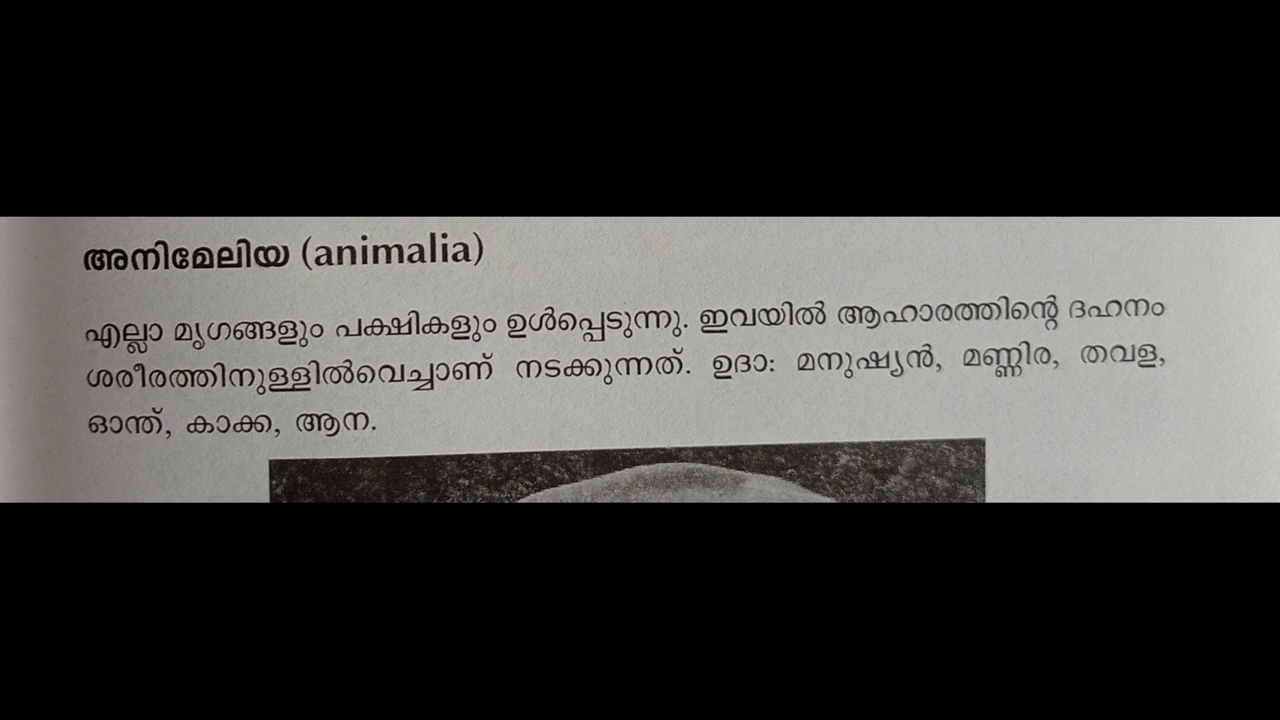 അനിമേലിയ (animalia)
എല്ലാ മൃഗങ്ങളും പക്ഷികളും ഉൾപ്പെടുന്നു. ഇവയിൽ ആഹാരത്തിന്റെ ദഹനം
ശരീരത്തിനുള്ളിൽവെച്ചാണ് നടക്കുന്നത്. ഉദാ: മനുഷ്യൻ, മണ്ണിര, തവള,
ഓന്ത്, കാക്ക, ആന.